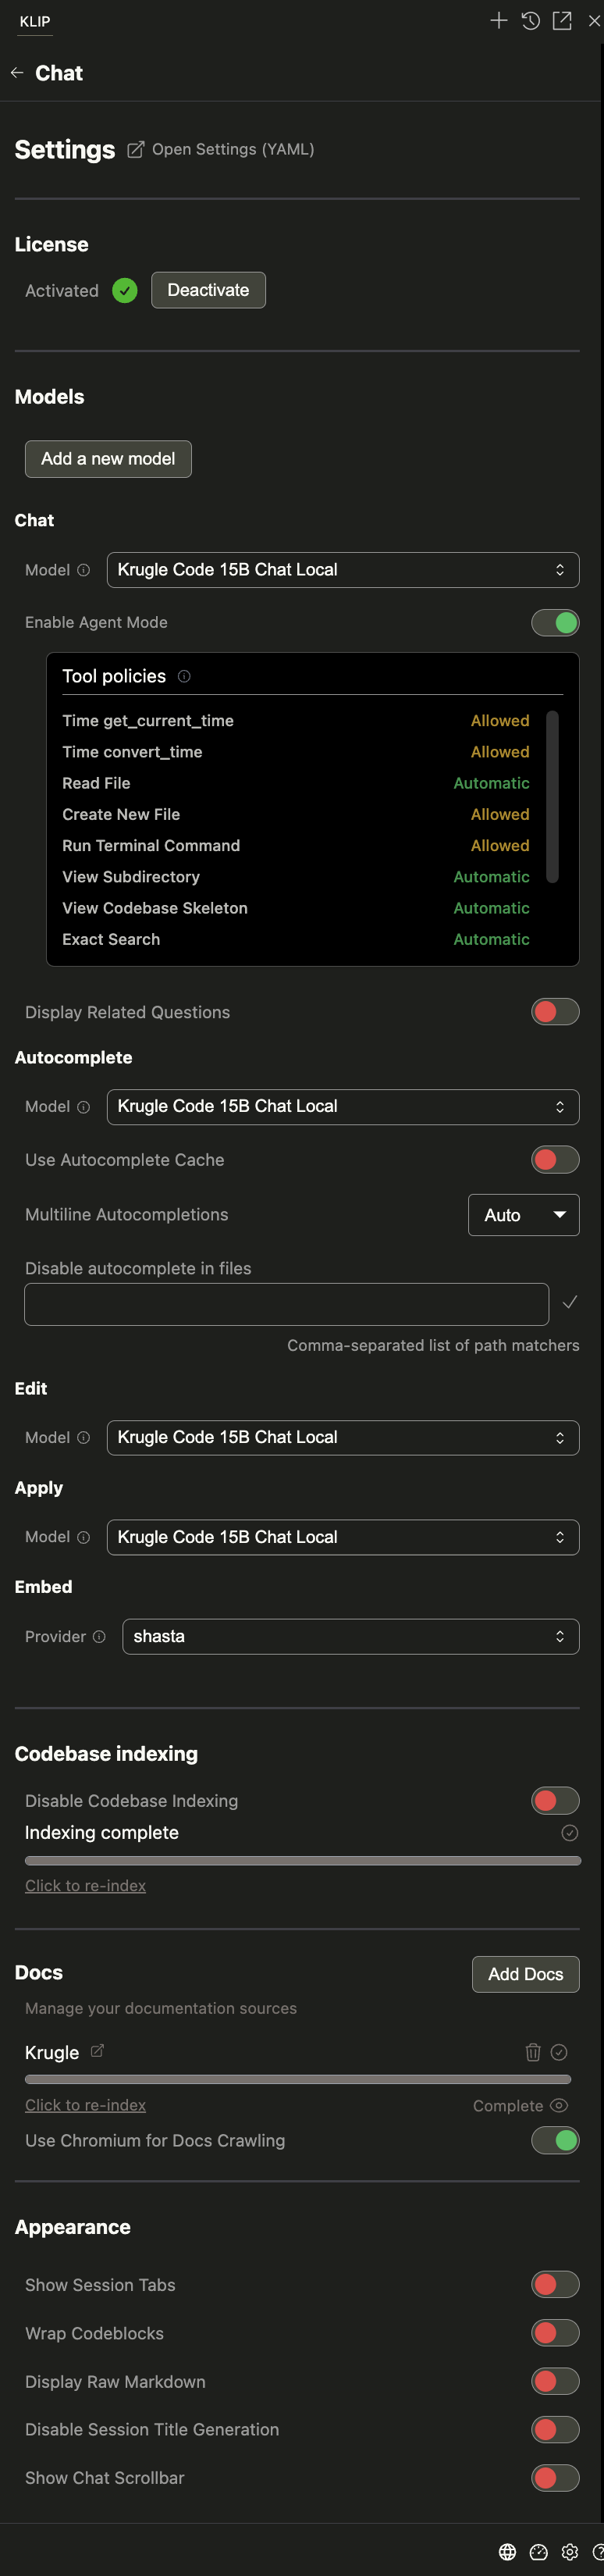 KLIP
Chat
Settings Open Settings (YAML)
License
Activated Deactivate
Models
Add a new model
Chat
Model Krugle Code 15B Chat Local
Enable Agent Mode
Tool policies
Time get_current_time Allowed
Time convert_time Allowed
Read File Automatic
Create New File Allowed
Run Terminal Command Allowed
View Subdirectory Automatic
View Codebase Skeleton Automatic
Exact Search Automatic
Display Related Questions
Autocomplete
Model Krugle Code 15B Chat Local
Use Autocomplete Cache
Multiline Autocompletions Auto
Disable autocomplete in files
Comma-separated list of path matchers
Edit
Model Krugle Code 15B Chat Local
Apply
Model Krugle Code 15B Chat Local
Embed
Provider shasta
Codebase indexing
Disable Codebase Indexing
Indexing complete
Click to re-index
Docs Add Docs
Manage your documentation sources
Krugle
Click to re-index Complete
Use Chromium for Docs Crawling
Appearance
Show Session Tabs
Wrap Codeblocks
Display Raw Markdown
Disable Session Title Generation
Show Chat Scrollbar